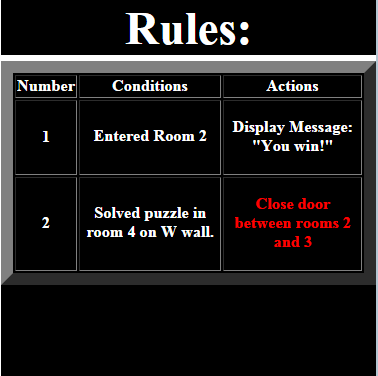 Rules:
Number Conditions Actions
1 Entered Room 2 Display Message:
"You win!"
2 Solved puzzle in
room 4 on W wall. Close door
between rooms 2
and 3